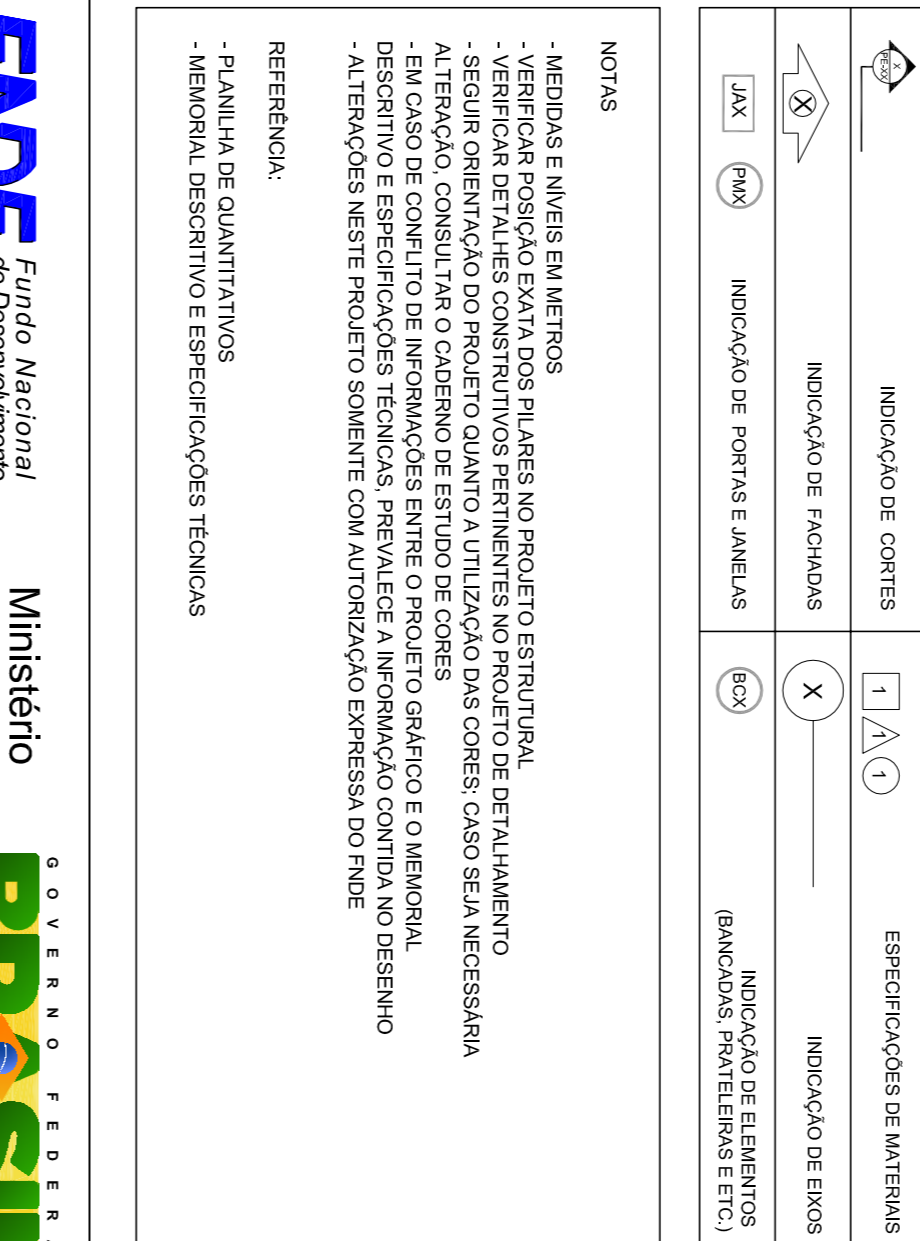 X
PE-XX
INDICAÇÃO DE CORTES
1 1 1
ESPECIFICAÇÕES DE MATERIAIS
X
INDICAÇÃO DE FACHADAS
X
INDICAÇÃO DE EIXOS
JAX PMX
INDICAÇÃO DE PORTAS E JANELAS
BCX
INDICAÇÃO DE ELEMENTOS
(BANCADAS, PRATELEIRAS E ETC.)
NOTAS
- MEDIDAS E NÍVEIS EM METROS
- VERIFICAR POSIÇÃO EXATA DOS PILARES NO PROJETO ESTRUTURAL
- VERIFICAR DETALHES CONSTRUTIVOS PERTINENTES NO PROJETO DE DETALHAMENTO
- SEGUIR ORIENTAÇÃO DO PROJETO QUANTO A UTILIZAÇÃO DAS CORES; CASO SEJA NECESSÁRIA
ALTERAÇÃO, CONSULTAR O CADERNO DE ESTUDO DE CORES
- EM CASO DE CONFLITO DE INFORMAÇÕES ENTRE O PROJETO GRÁFICO E O MEMORIAL
DESCRITIVO E ESPECIFICAÇÕES TÉCNICAS, PREVALECE A INFORMAÇÃO CONTIDA NO DESENHO
- ALTERAÇÕES NESTE PROJETO SOMENTE COM AUTORIZAÇÃO EXPRESSA DO FNDE
REFERÊNCIA:
- PLANILHA DE QUANTITATIVOS
- MEMORIAL DESCRITIVO E ESPECIFICAÇÕES TÉCNICAS
Fundo Nacional
de Desenvolvimento
Ministério
GOVERNO FEDER